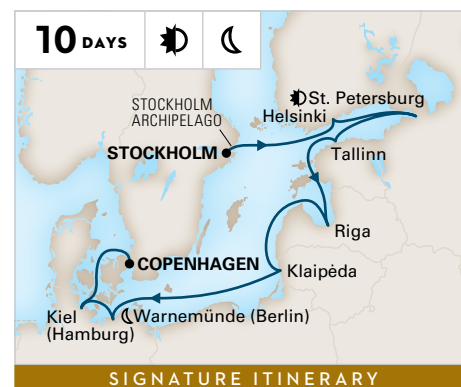 10 DAYS
STOCKHOLM
ARCHIPELAGO
St. Petersburg
Helsinki
STOCKHOLM
Tallinn
Riga
COPENHAGEN
Klaipėda
Kiel
(Hamburg)
Warnemünde (Berlin)
SIGNATURE ITINERARY